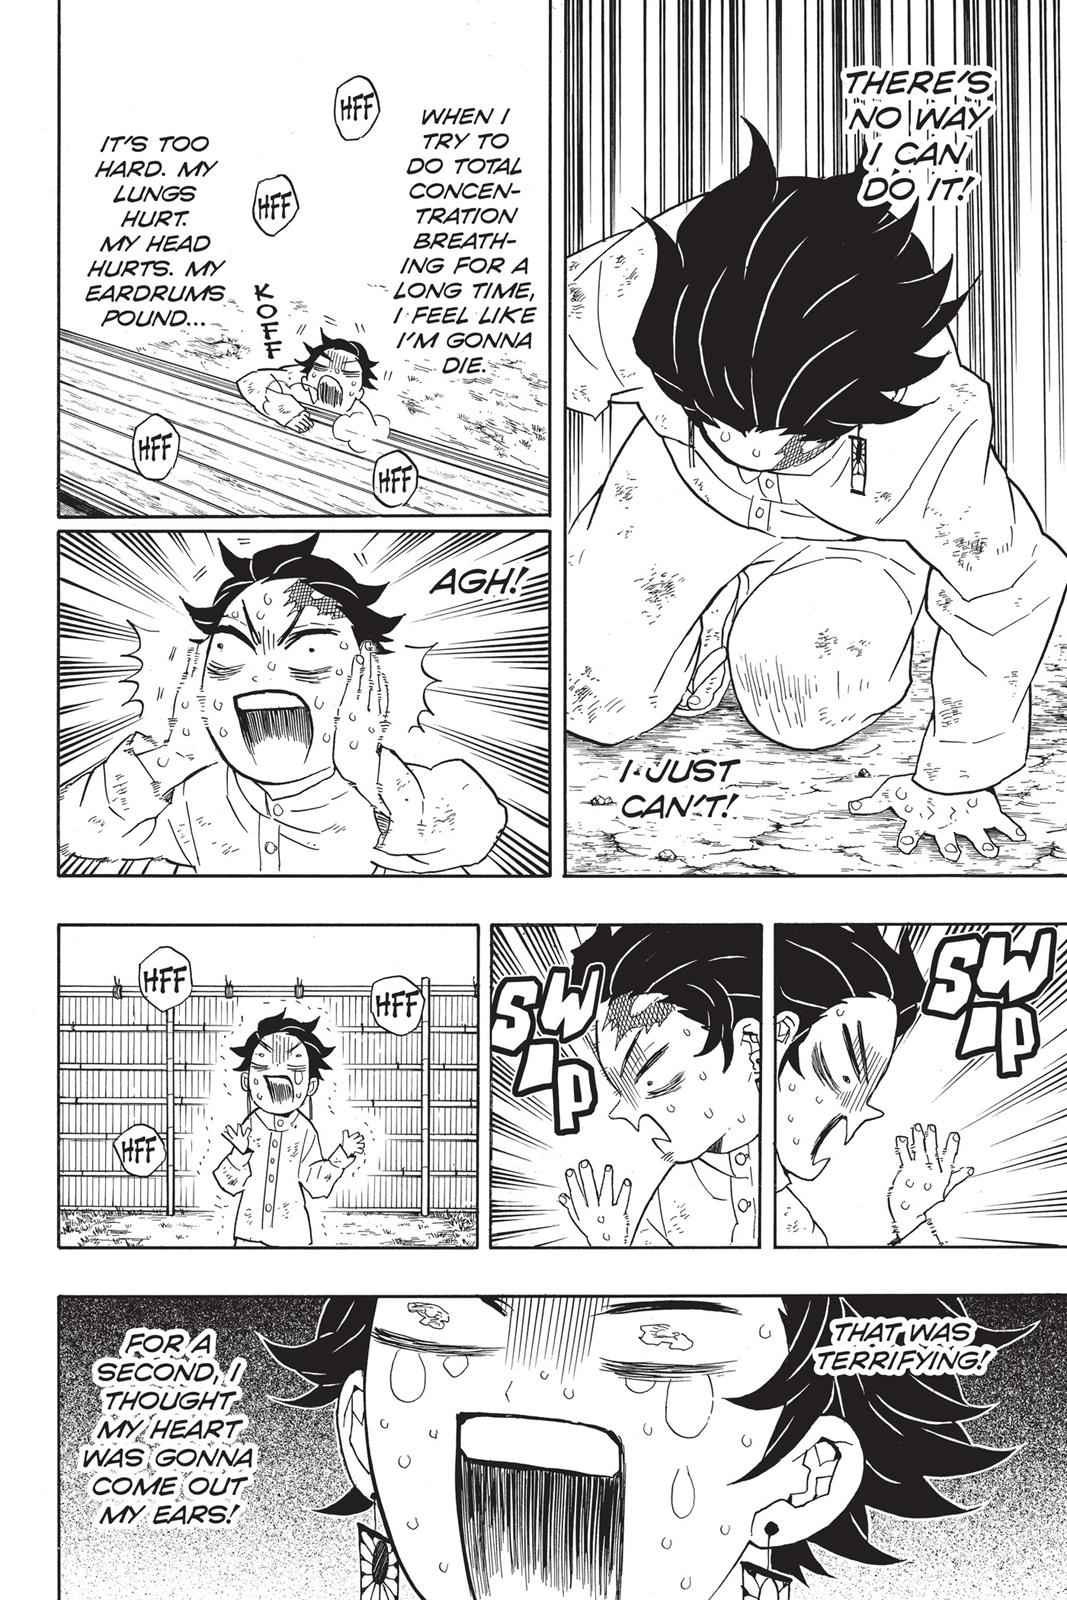 THERE'S
NO WAY
I CAN
DO IT!
I JUST
CAN'T!
HFF
WHEN I
TRY TO
DO TOTAL
CONCEN-
TRATION
BREATH-
ING FOR A
LONG TIME,
I FEEL LIKE
I'M GONNA
DIE.
HFF
IT'S TOO
HARD. MY
LUNGS
HURT.
MY HEAD
HURTS. MY
EARDRUMS
POUND...
KOFF
HFF
HFF
AGH!
SWIP
SWIP
HFF
HFF
HFF
THAT WAS
TERRIFYING!
FOR A
SECOND, I
THOUGHT
MY HEART
WAS GONNA
COME OUT
MY EARS!